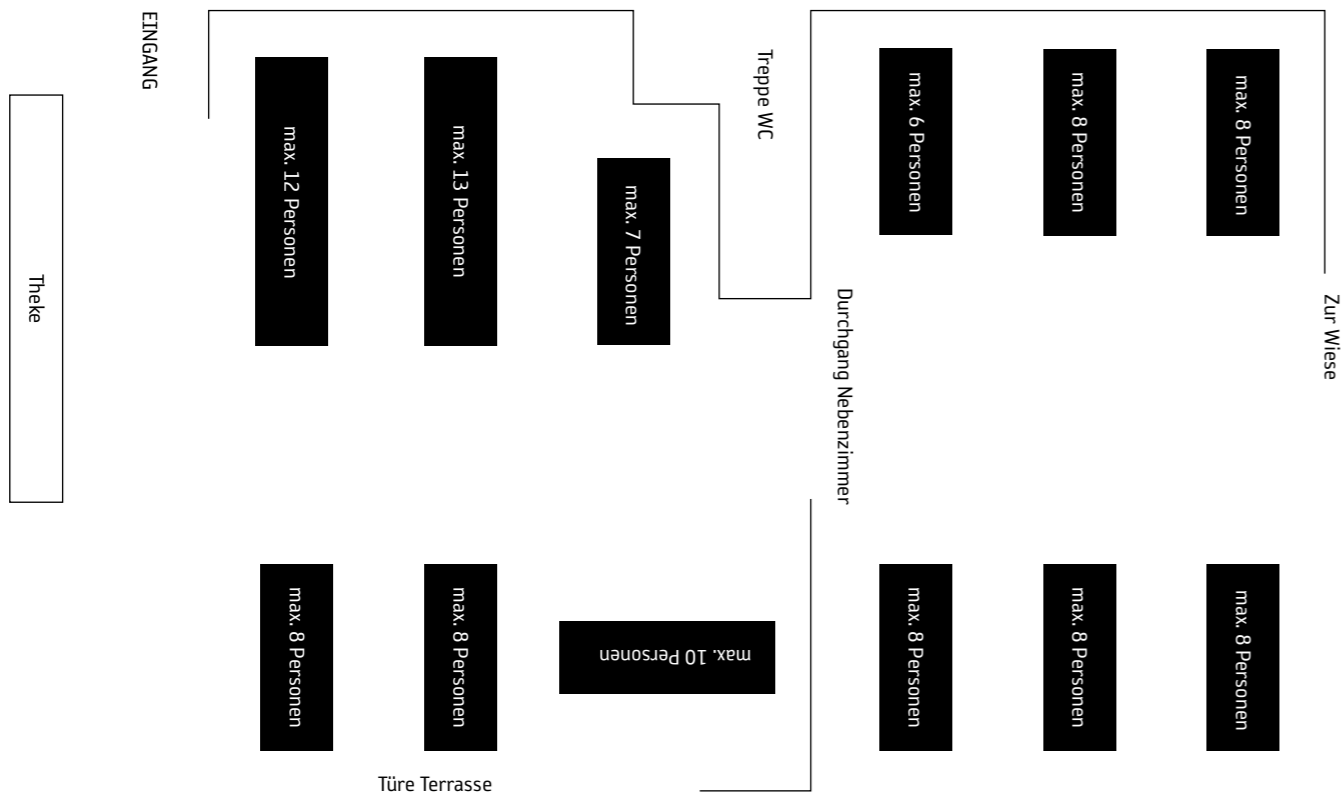 EINGANG
Theke
max. 12 Personen
max. 13 Personen
max. 7 Personen
Treppe WC
max. 6 Personen
max. 8 Personen
max. 8 Personen
Durchgang Nebenzimmer
Zur Wiese
max. 8 Personen
max. 8 Personen
max. 10 Personen
max. 8 Personen
max. 8 Personen
max. 8 Personen
Türe Terrasse